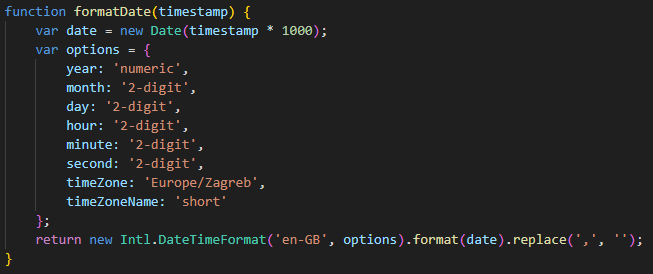 function formatDate(timestamp) {
    var date = new Date(timestamp * 1000);
    var options = {
        year: 'numeric',
        month: '2-digit',
        day: '2-digit',
        hour: '2-digit',
        minute: '2-digit',
        second: '2-digit',
        timeZone: 'Europe/Zagreb',
        timeZoneName: 'short'
    };
    return new Intl.DateTimeFormat('en-GB', options).format(date).replace(',', '');
}